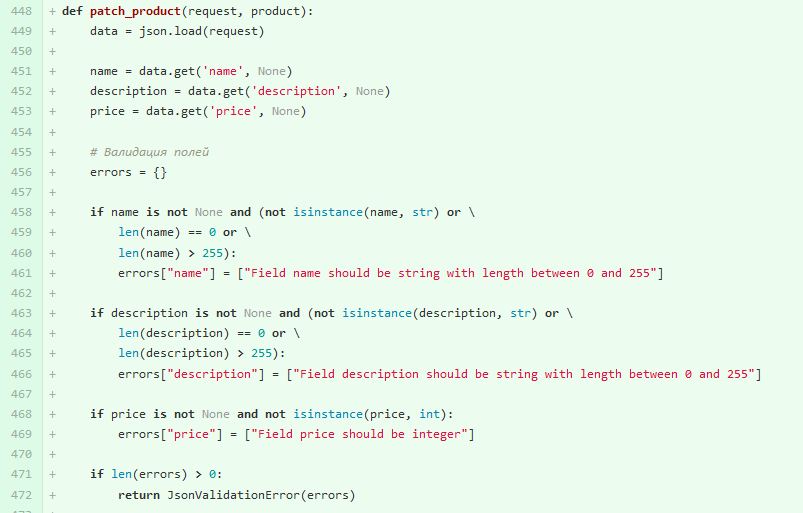 448 + def patch_product(request, product):
449 +     data = json.load(request)
450 +
451 +     name = data.get('name', None)
452 +     description = data.get('description', None)
453 +     price = data.get('price', None)
454 +
455 +     # Валидация полей
456 +     errors = {}
457 +
458 +     if name is not None and (not isinstance(name, str) or \
459 +         len(name) == 0 or \
460 +         len(name) > 255):
461 +         errors["name"] = ["Field name should be string with length between 0 and 255"]
462 +
463 +     if description is not None and (not isinstance(description, str) or \
464 +         len(description) == 0 or \
465 +         len(description) > 255):
466 +         errors["description"] = ["Field description should be string with length between 0 and 255"]
467 +
468 +     if price is not None and not isinstance(price, int):
469 +         errors["price"] = ["Field price should be integer"]
470 +
471 +     if len(errors) > 0:
472 +         return JsonValidationError(errors)